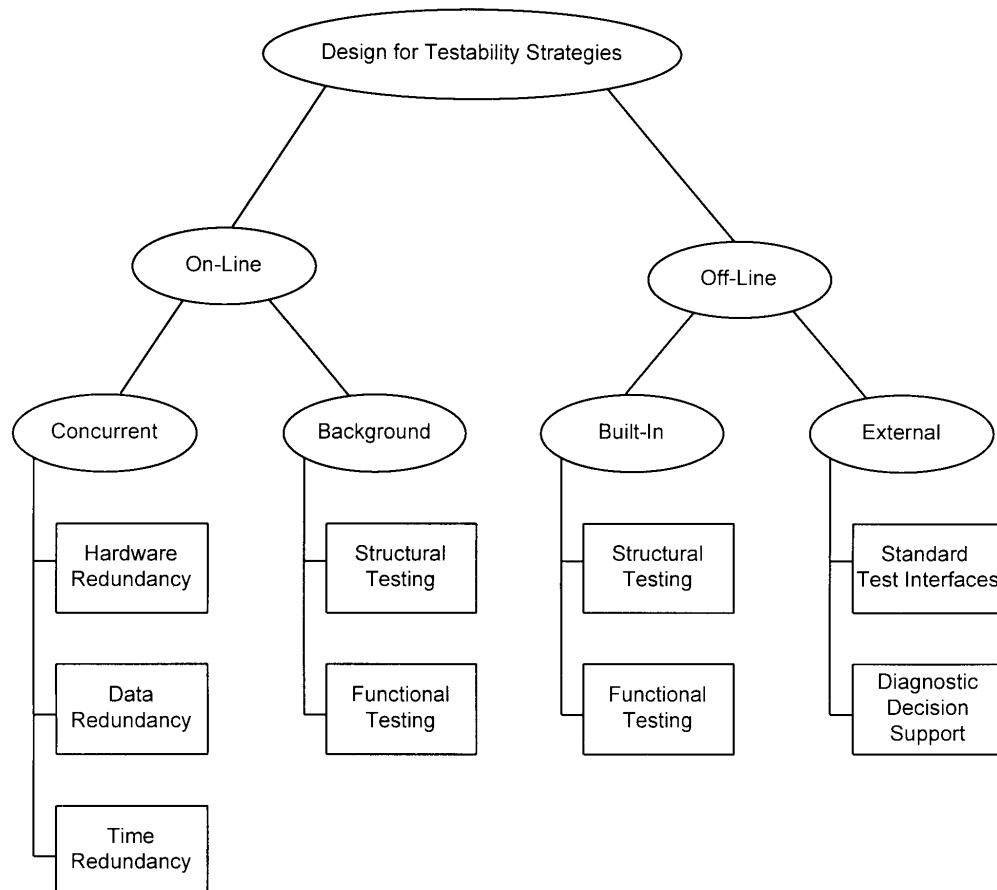 Design for Testability Strategies
On-Line
Off-Line
Concurrent
Background
Built-In
External
Hardware
Redundancy
Structural
Testing
Structural
Testing
Standard
Test Interfaces
Data
Redundancy
Functional
Testing
Functional
Testing
Diagnostic
Decision
Support
Time
Redundancy